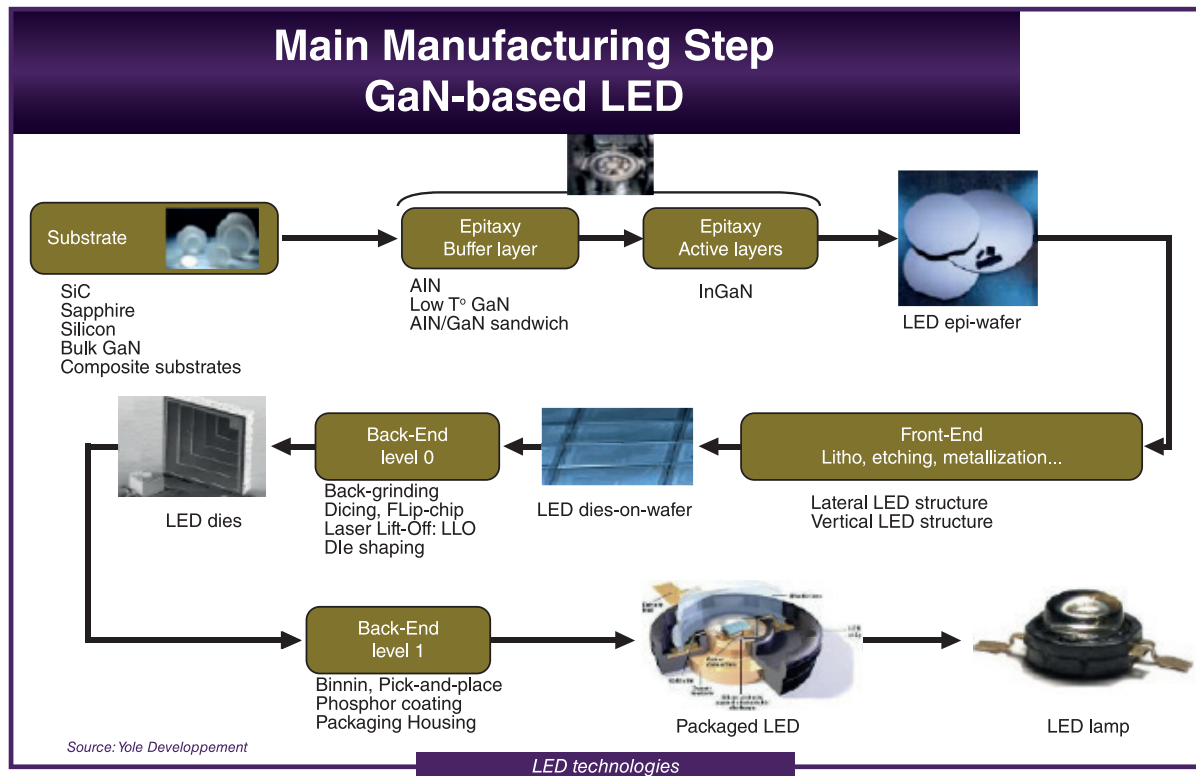 Main Manufacturing Step
GaN-based LED
Substrate
SiC
Sapphire
Silicon
Bulk GaN
Composite substrates
Epitaxy
Buffer layer
AIN
Low T° GaN
AIN/GaN sandwich
Epitaxy
Active layers
InGaN
LED epi-wafer
Front-End
Litho, etching, metallization...
Lateral LED structure
Vertical LED structure
LED dies-on-wafer
Back-End
level 0
Back-grinding
Dicing, FLip-chip
Laser Lift-Off: LLO
DIe shaping
LED dies
Back-End
level 1
Binnin, Pick-and-place
Phosphor coating
Packaging Housing
Packaged LED
LED lamp
Source: Yole Developpement
LED technologies